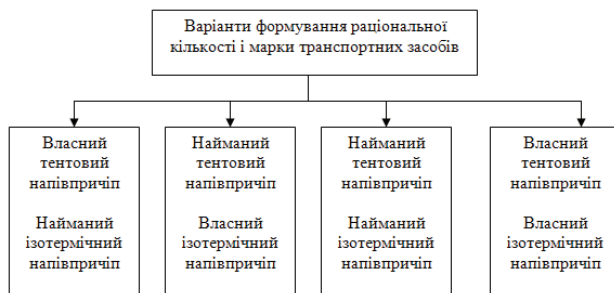 Варіанти формування раціональної
кількості і марки транспортних засобів
Власний
тентовий
напівпричіп
Найманий
ізотермічний
напівпричіп
Найманий
тентовий
напівпричіп
Власний
ізотермічний
напівпричіп
Найманий
тентовий
напівпричіп
Найманий
ізотермічний
напівпричіп
Власний
тентовий
напівпричіп
Власний
ізотермічний
напівпричіп